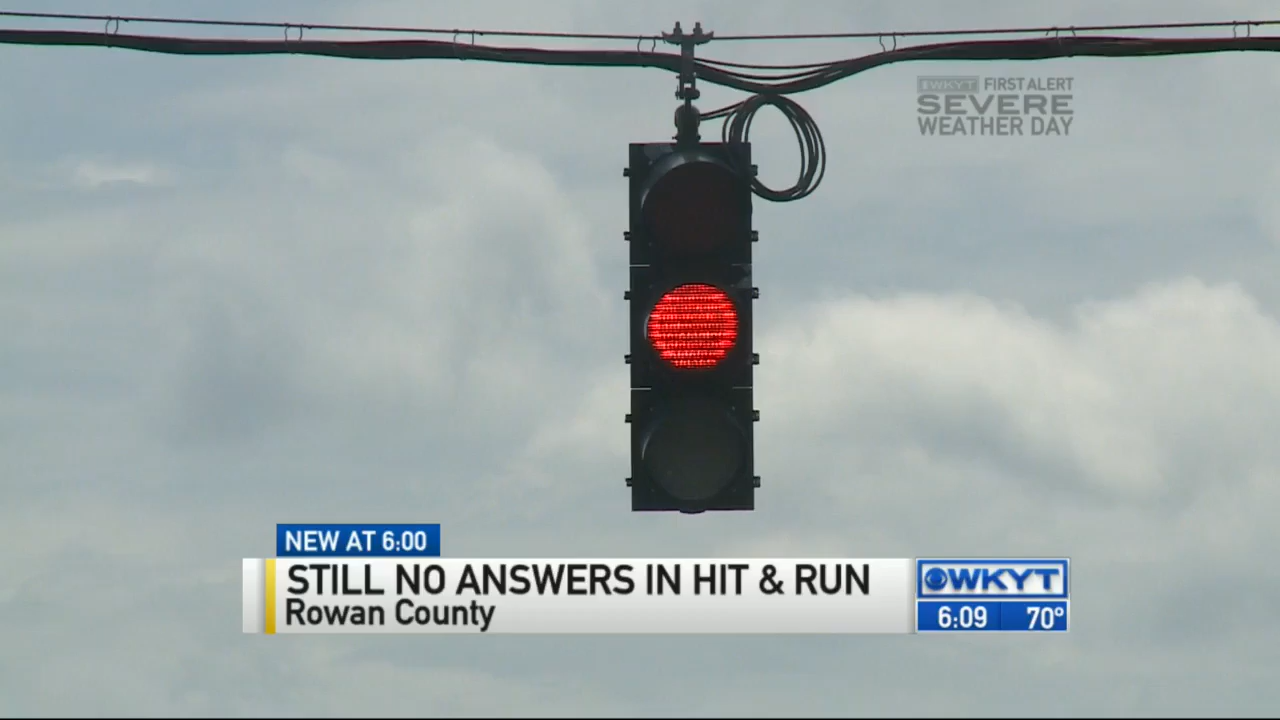 WKYT FIRST ALERT
SEVERE
WEATHER DAY
NEW AT 6:00
STILL NO ANSWERS IN HIT & RUN
Rowan County
WKYT
6:09 70°